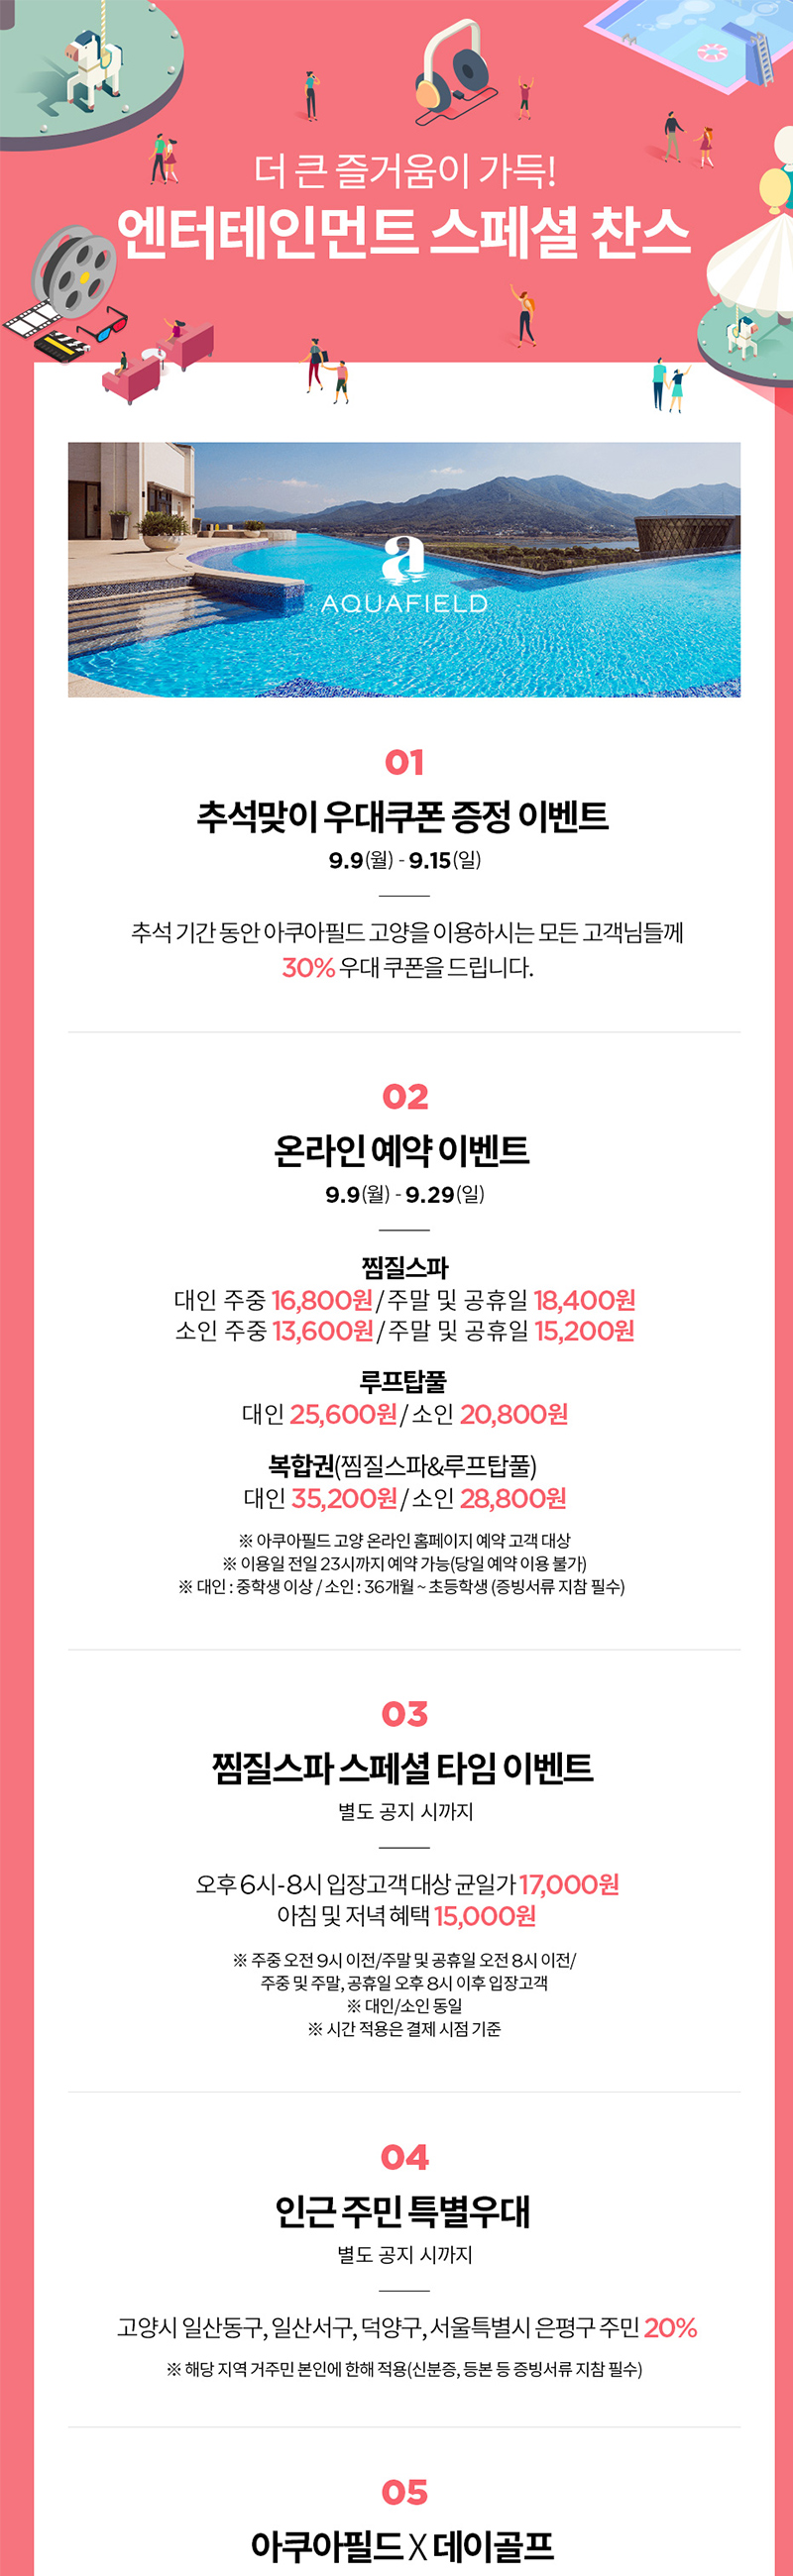 더 큰 즐거움이 가득!
엔터테인먼트 스페셜 찬스
a
AQUAFIELD
01
추석맞이 우대쿠폰 증정 이벤트
9.9(월) - 9.15(일)
추석 기간 동안 아쿠아필드 고양을 이용하시는 모든 고객님들께
30% 우대 쿠폰을 드립니다.
02
온라인 예약 이벤트
9.9(월) - 9.29(일)
찜질스파
대인 주중 16,800원 / 주말 및 공휴일 18,400원
소인 주중 13,600원 / 주말 및 공휴일 15,200원
루프탑풀
대인 25,600원 / 소인 20,800원
복합권(찜질스파&루프탑풀)
대인 35,200원 / 소인 28,800원
※ 아쿠아필드 고양 온라인 홈페이지 예약 고객 대상
※ 이용일 전일 23시까지 예약 가능(당일 예약 이용 불가)
※ 대인 : 중학생 이상 / 소인 : 36개월 ~ 초등학생 (증빙서류 지참 필수)
03
찜질스파 스페셜 타임 이벤트
별도 공지 시까지
오후 6시-8시 입장고객 대상 균일가 17,000원
아침 및 저녁 혜택 15,000원
※ 주중 오전 9시 이전/주말 및 공휴일 오전 8시 이전/
주중 및 주말, 공휴일 오후 8시 이후 입장고객
※ 대인/소인 동일
※ 시간 적용은 결제 시점 기준
04
인근 주민 특별우대
별도 공지 시까지
고양시 일산동구, 일산서구, 덕양구, 서울특별시 은평구 주민 20%
※ 해당 지역 거주민 본인에 한해 적용(신분증, 등본 등 증빙서류 지참 필수)
05
아쿠아필드 X 데이골프